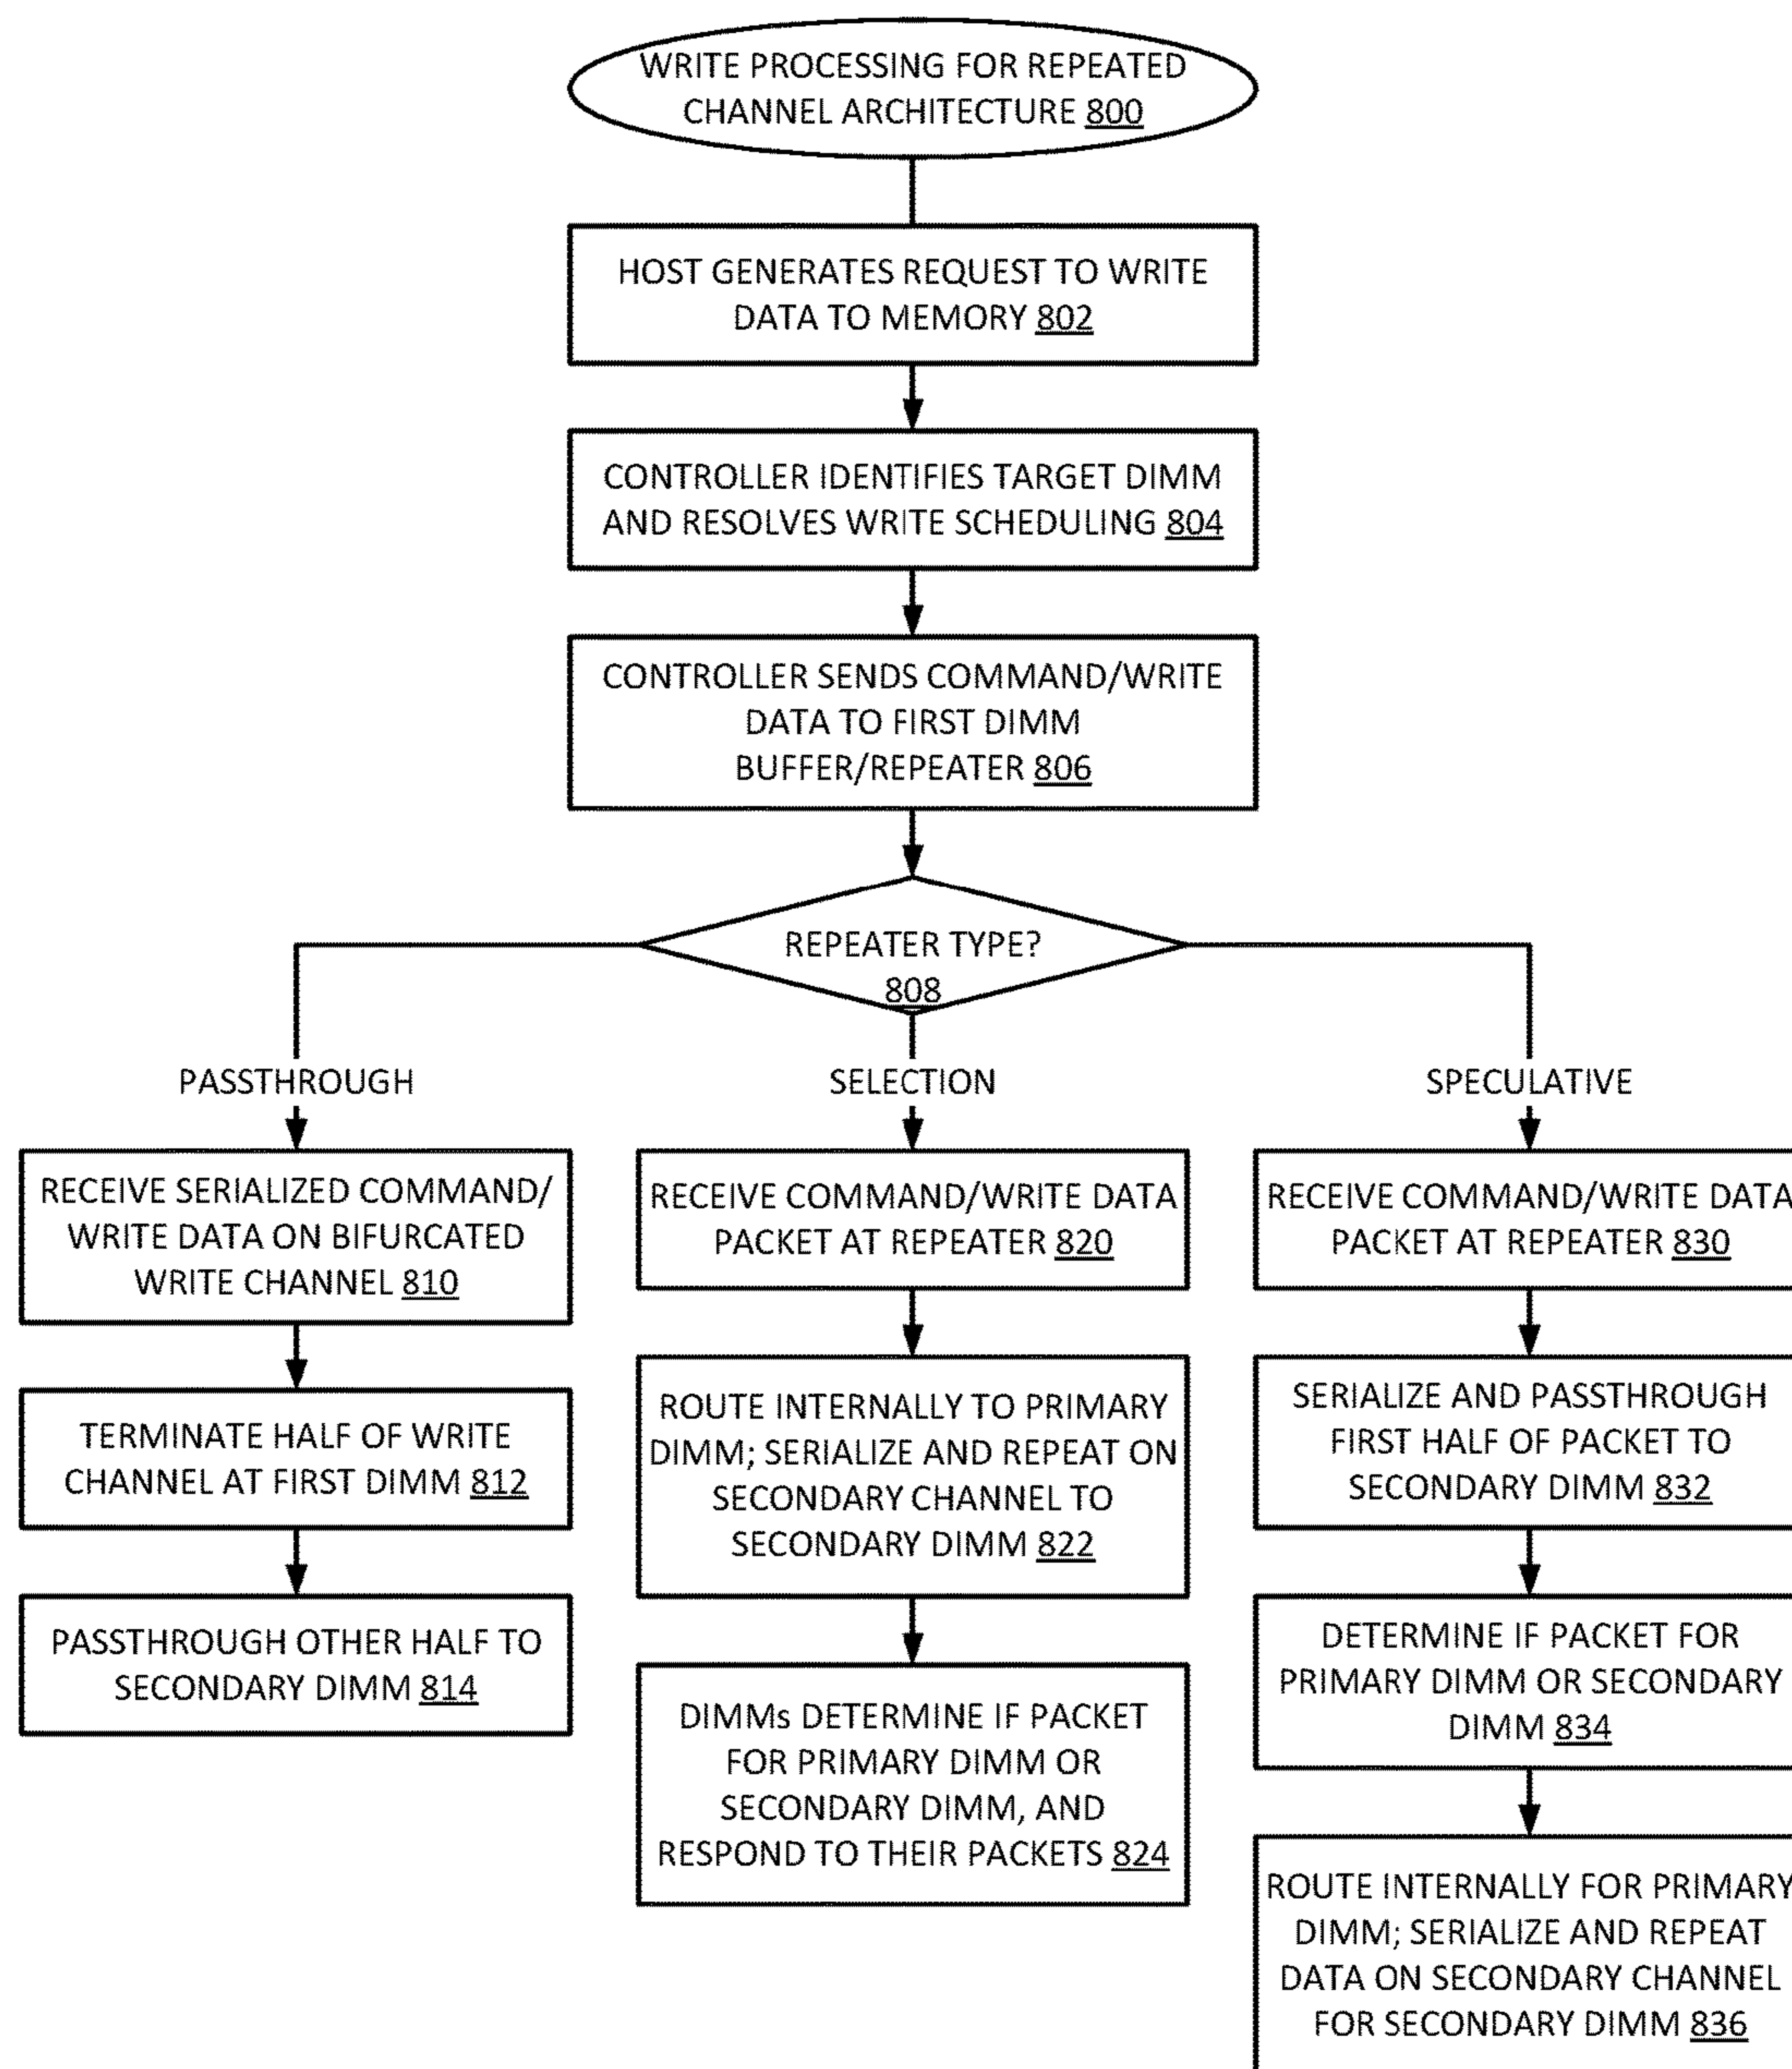 WRITE PROCESSING FOR REPEATED
CHANNEL ARCHITECTURE 800
HOST GENERATES REQUEST TO WRITE
DATA TO MEMORY 802
CONTROLLER IDENTIFIES TARGET DIMM
AND RESOLVES WRITE SCHEDULING 804
CONTROLLER SENDS COMMAND/WRITE
DATA TO FIRST DIMM
BUFFER/REPEATER 806
REPEATER TYPE?
808
PASSTHROUGH
RECEIVE SERIALIZED COMMAND/
WRITE DATA ON BIFURCATED
WRITE CHANNEL 810
TERMINATE HALF OF WRITE
CHANNEL AT FIRST DIMM 812
PASSTHROUGH OTHER HALF TO
SECONDARY DIMM 814
SELECTION
RECEIVE COMMAND/WRITE DATA
PACKET AT REPEATER 820
ROUTE INTERNALLY TO PRIMARY
DIMM; SERIALIZE AND REPEAT ON
SECONDARY CHANNEL TO
SECONDARY DIMM 822
DIMMs DETERMINE IF PACKET
FOR PRIMARY DIMM OR
SECONDARY DIMM, AND
RESPOND TO THEIR PACKETS 824
SPECULATIVE
RECEIVE COMMAND/WRITE DATA
PACKET AT REPEATER 830
SERIALIZE AND PASSTHROUGH
FIRST HALF OF PACKET TO
SECONDARY DIMM 832
DETERMINE IF PACKET FOR
PRIMARY DIMM OR SECONDARY
DIMM 834
ROUTE INTERNALLY FOR PRIMARY
DIMM; SERIALIZE AND REPEAT
DATA ON SECONDARY CHANNEL
FOR SECONDARY DIMM 836